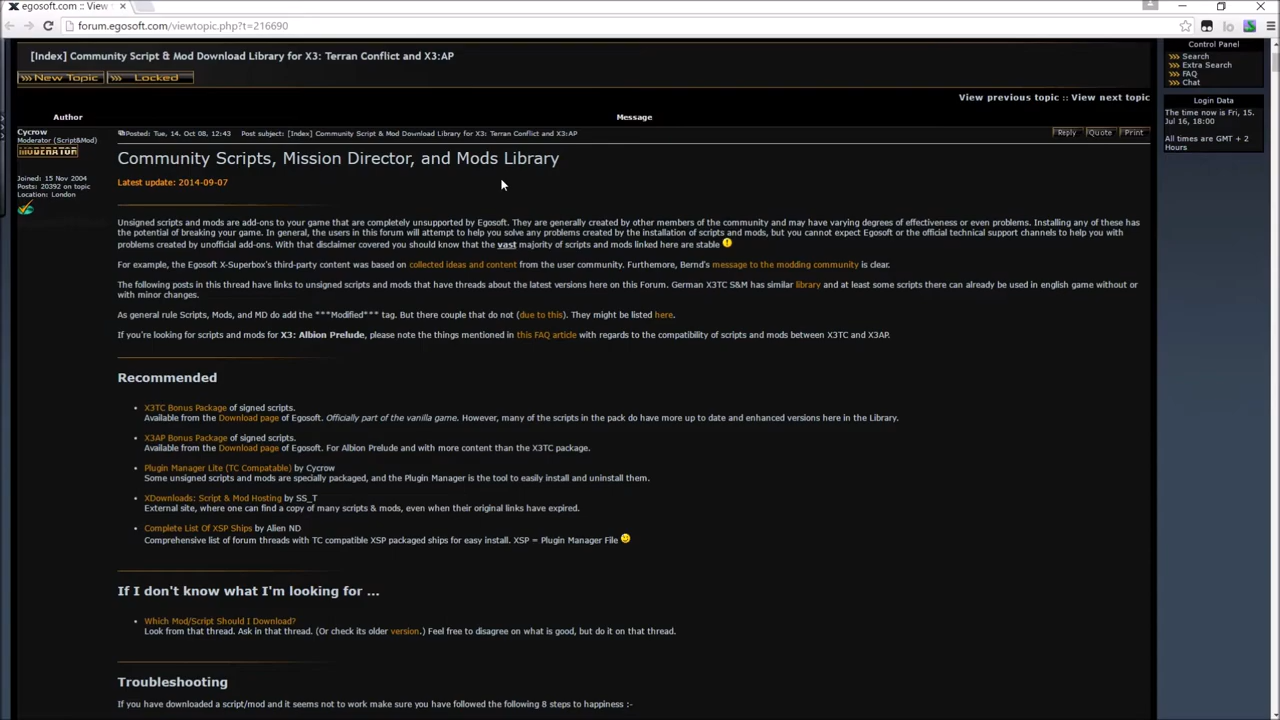 egosoft.com :: View
forum.egosoft.com/viewtopic.php?t=216690
[Index] Community Script & Mod Download Library for X3: Terran Conflict and X3:AP
New Topic
Locked
View previous topic :: View next topic
Author
Message
Cycrow
Moderator (Script&Mod)
MODERATOR
Joined: 15 Nov 2004
Posts: 20392 on topic
Location: London
Posted: Tue, 14. Oct 08, 12:43    Post subject: [Index] Community Script & Mod Download Library for X3: Terran Conflict and X3:AP
Reply
Quote
Print
Community Scripts, Mission Director, and Mods Library
Latest update: 2014-09-07
Unsigned scripts and mods are add-ons to your game that are completely unsupported by Egosoft. They are generally created by other members of the community and may have varying degrees of effectiveness or even problems. Installing any of these has
the potential of breaking your game. In general, the users in this forum will attempt to help you solve any problems created by the installation of scripts and mods, but you cannot expect Egosoft or the official technical support channels to help you with
problems created by unofficial add-ons. With that disclaimer covered you should know that the vast majority of scripts and mods linked here are stable
For example, the Egosoft X-Superbox's third-party content was based on collected ideas and content from the user community. Furthemore, Bernd's message to the modding community is clear.
The following posts in this thread have links to unsigned scripts and mods that have threads about the latest versions here on this Forum. German X3TC S&M has similar library and at least some scripts there can already be used in english game without or
with minor changes.
As general rule Scripts, Mods, and MD do add the ***Modified*** tag. But there couple that do not (due to this). They might be listed here.
If you're looking for scripts and mods for X3: Albion Prelude, please note the things mentioned in this FAQ article with regards to the compatibility of scripts and mods between X3TC and X3AP.
Recommended
• X3TC Bonus Package of signed scripts.
Available from the Download page of Egosoft. Officially part of the vanilla game. However, many of the scripts in the pack do have more up to date and enhanced versions here in the Library.
• X3AP Bonus Package of signed scripts.
Available from the Download page of Egosoft. For Albion Prelude and with more content than the X3TC package.
• Plugin Manager Lite (TC Compatable) by Cycrow
Some unsigned scripts and mods are specially packaged, and the Plugin Manager is the tool to easily install and uninstall them.
• XDownloads: Script & Mod Hosting by SS_T
External site, where one can find a copy of many scripts & mods, even when their original links have expired.
• Complete List Of XSP Ships by Alien ND
Comprehensive list of forum threads with TC compatible XSP packaged ships for easy install. XSP = Plugin Manager File
If I don't know what I'm looking for ...
• Which Mod/Script Should I Download?
Look from that thread. Ask in that thread. (Or check its older version.) Feel free to disagree on what is good, but do it on that thread.
Troubleshooting
If you have downloaded a script/mod and it seems not to work make sure you have followed the following 8 steps to happiness :-
Control Panel
Search
Extra Search
FAQ
Chat
Login Data
The time now is Fri, 15.
Jul 16, 18:00
All times are GMT + 2
Hours